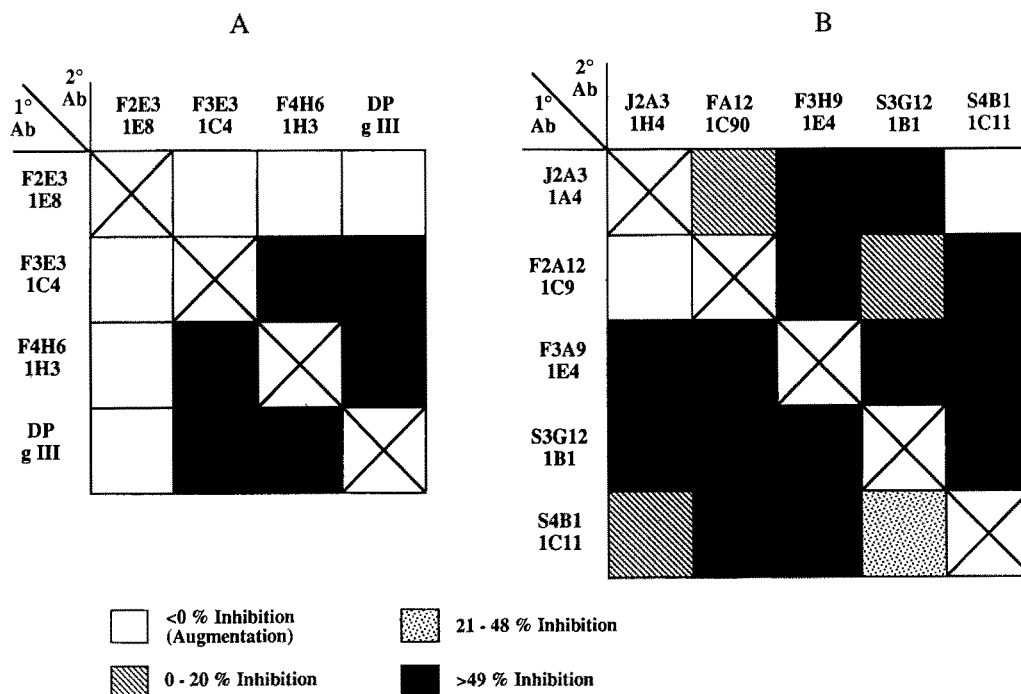 A
B
2°
Ab
1°
Ab
F2E3
1E8
F3E3
1C4
F4H6
1H3
DP
g III
F2E3
1E8
F3E3
1C4
F4H6
1H3
DP
g III
2°
Ab
1°
Ab
J2A3
1H4
FA12
1C90
F3H9
1E4
S3G12
1B1
S4B1
1C11
J2A3
1A4
F2A12
1C9
F3A9
1E4
S3G12
1B1
S4B1
1C11
<0 % Inhibition
(Augmentation)
21 - 48 % Inhibition
0 - 20 % Inhibition
>49 % Inhibition